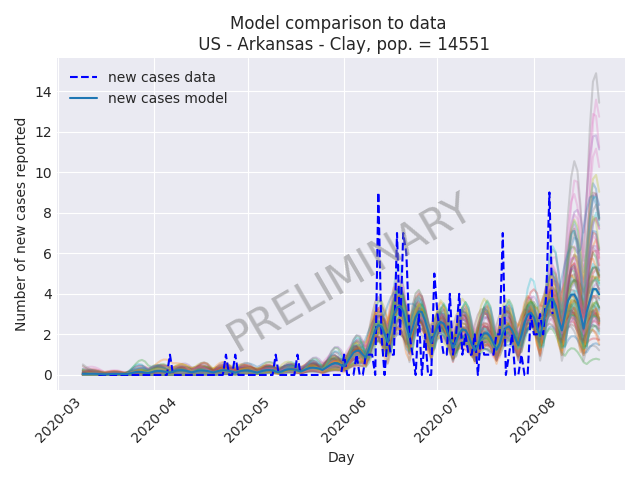 Model comparison to data
US - Arkansas - Clay, pop. = 14551
new cases data
new cases model
Number of new cases reported
14
12
10
8
6
4
2
0
PRELIMINARY
2020-03
2020-04
2020-05
2020-06
2020-07
2020-08
Day